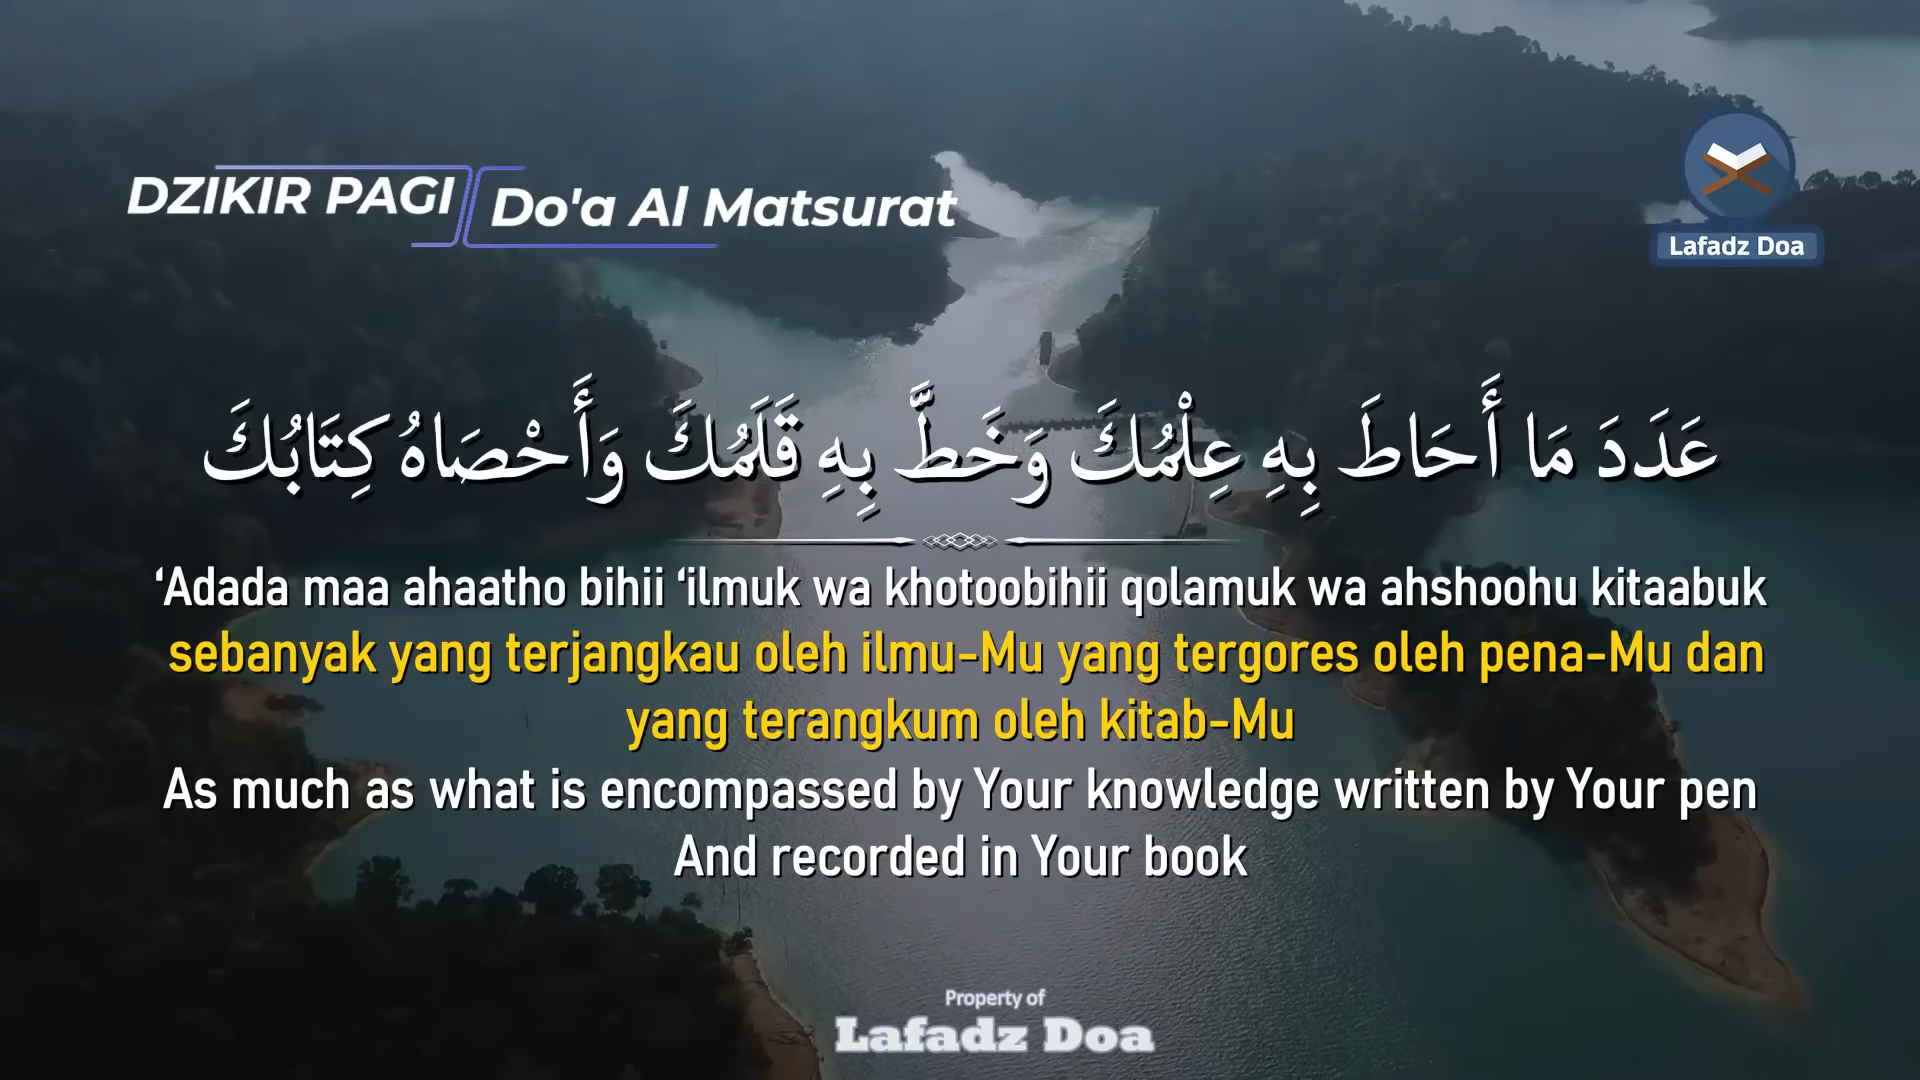 DZIKIR PAGI
Do'a Al Matsurat
Lafadz Doa
عَدَدَ مَا أَحَاطَ بِهِ عِلْمُكَ وَخَطَّ بِهِ قَلَمُكَ وَأَحْصَاهُ كِتَابُكَ
‘Adada maa ahaatho bihii ‘ilmuk wa khotoobihii qolamuk wa ahshoohu kitaabuk
sebanyak yang terjangkau oleh ilmu-Mu yang tergores oleh pena-Mu dan
yang terangkum oleh kitab-Mu
As much as what is encompassed by Your knowledge written by Your pen
And recorded in Your book
Property of
Lafadz Doa